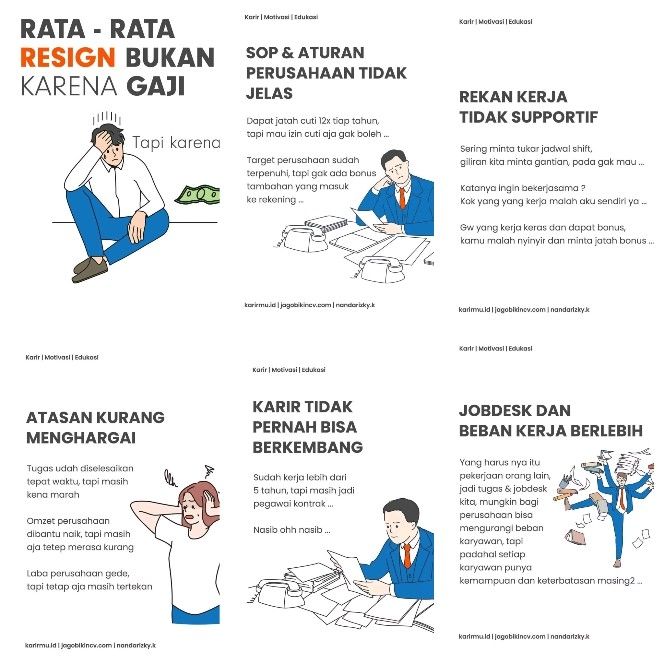 RATA - RATA
RESIGN BUKAN
KARENA GAJI
Tapi karena
Karir | Motivasi | Edukasi
SOP & ATURAN
PERUSAHAAN TIDAK
JELAS
Dapat jatah cuti 12x tiap tahun,
tapi mau izin cuti aja gak boleh ...
Target perusahaan sudah
terpenuhi, tapi gak ada bonus
tambahan yang masuk
ke rekening ...
karirmu.id | jagobikincv.com | nandarizky.k
Karir | Motivasi | Edukasi
REKAN KERJA
TIDAK SUPPORTIF
Sering minta tukar jadwal shift,
giliran kita minta gantian, pada gak mau ...
Katanya ingin bekerjasama ?
Kok yang yang kerja malah aku sendiri ya ...
Gw yang kerja keras dan dapat bonus,
kamu malah nyinyir dan minta jatah bonus ...
karirmu.id | jagobikincv.com | nandarizky.k
Karir | Motivasi | Edukasi
ATASAN KURANG
MENGHARGAI
Tugas udah diselesaikan
tepat waktu, tapi masih
kena marah
Omzet perusahaan
dibantu naik, tapi masih
aja tetep merasa kurang
Laba perusahaan gede,
tapi tetap aja masih tertekan
karirmu.id | jagobikincv.com | nandarizky.k
Karir | Motivasi | Edukasi
KARIR TIDAK
PERNAH BISA
BERKEMBANG
Sudah kerja lebih dari
5 tahun, tapi masih jadi
pegawai kontrak ...
Nasib ohh nasib ...
Karir | Motivasi | Edukasi
JOBDESK DAN
BEBAN KERJA BERLEBIH
Yang harus nya itu
pekerjaan orang lain,
jadi tugas & jobdesk
kita, mungkin bagi
perusahaan bisa
mengurangi beban
karyawan, tapi
padahal setiap
karyawan punya
kemampuan dan keterbatasan masing2 ...
karirmu.id | jagobikincv.com | nandarizky.k